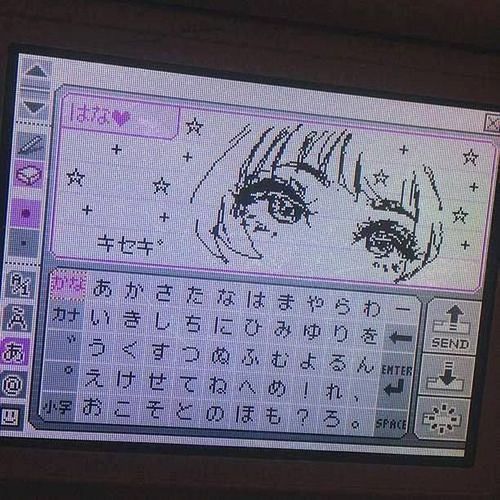 はな♥
キセキ°
かな あ か さ た な は ま や ら わ ー
カナ い き し ち に ひ み ゆ り を
゛ う く す つ ぬ ふ む よ る ん
゜ え け せ て ね へ め ! れ 、
小字 お こ そ と の ほ も ? ろ 。
ENTER
SPACE
SEND
あ
@